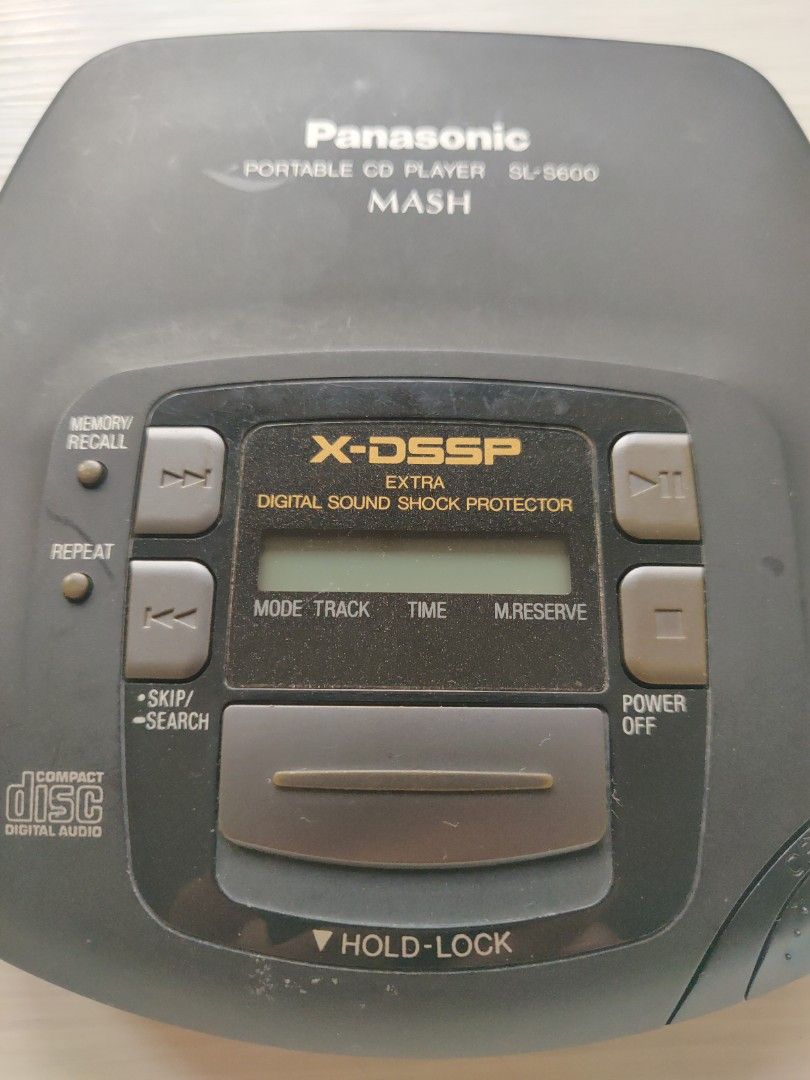 Panasonic
PORTABLE CD PLAYER SL-S600
MASH
MEMORY/
RECALL
X-DSSP
EXTRA
DIGITAL SOUND SHOCK PROTECTOR
REPEAT
MODE TRACK TIME M.RESERVE
•SKIP/
-SEARCH
POWER
OFF
COMPACT
disc
DIGITAL AUDIO
▼ HOLD-LOCK